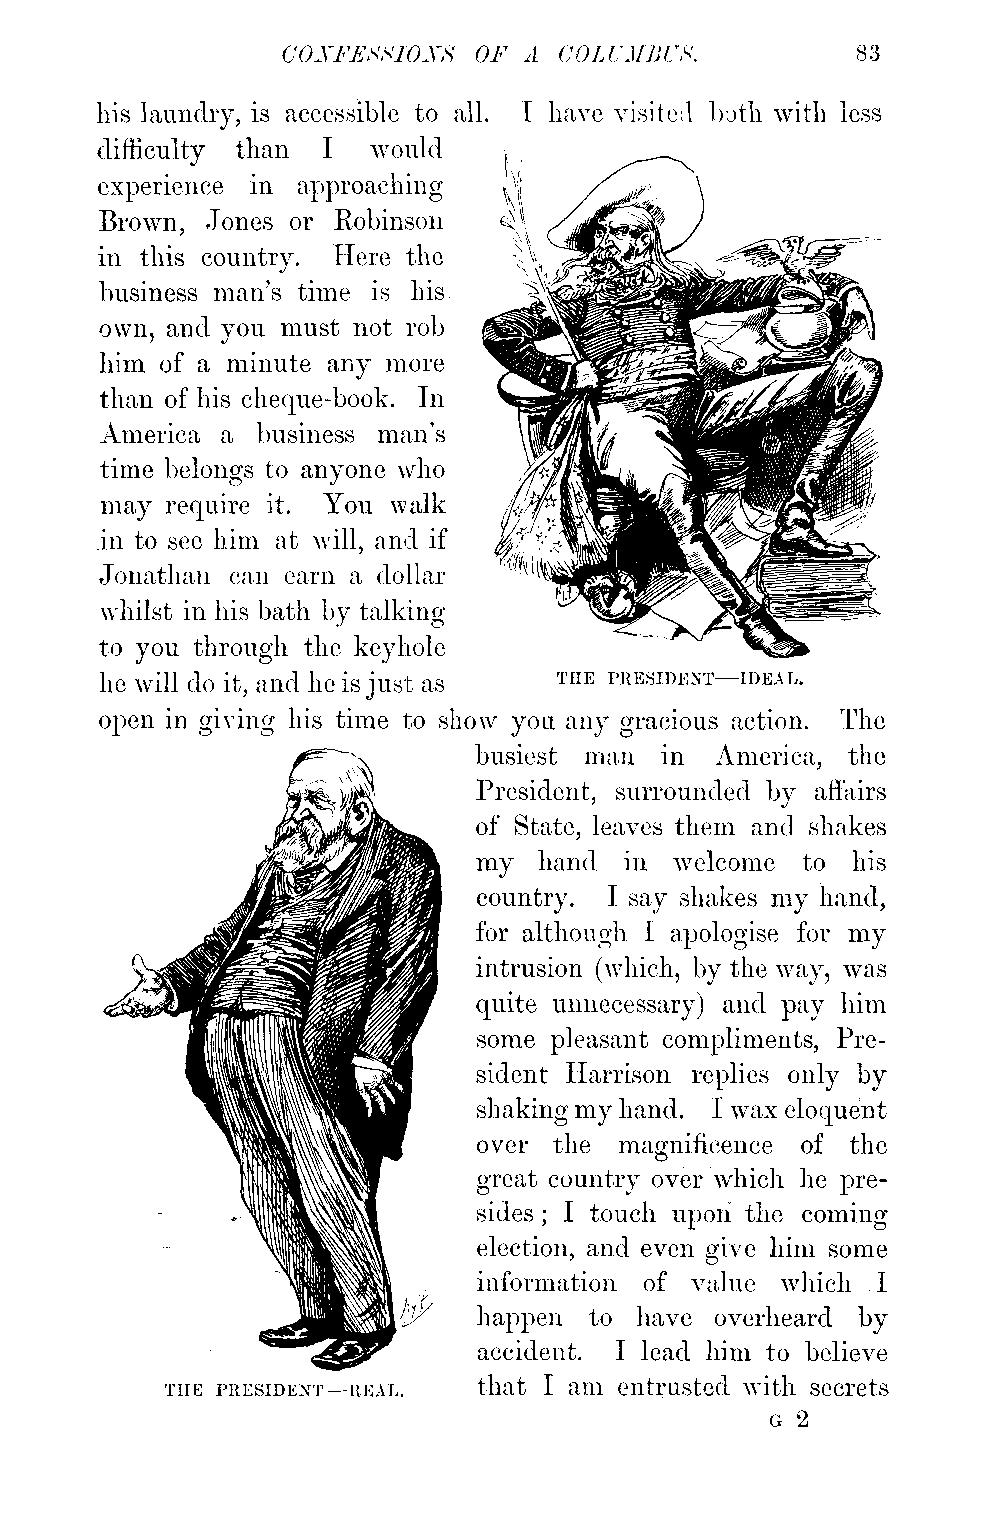 CONFESSIONS OF A COLUMBUS. 83
his laundry, is accessible to all. I have visited both with less
difficulty than I would
experience in approaching
Brown, Jones or Robinson
in this country. Here the
business man's time is his
own, and you must not rob
him of a minute any more
than of his cheque-book. In
America a business man's
time belongs to anyone who
may require it. You walk
in to see him at will, and if
Jonathan can earn a dollar
whilst in his bath by talking
to you through the keyhole
he will do it, and he is just as
THE PRESIDENT—IDEAL.
open in giving his time to show you any gracious action. The
busiest man in America, the
President, surrounded by affairs
of State, leaves them and shakes
my hand in welcome to his
country. I say shakes my hand,
for although I apologise for my
intrusion (which, by the way, was
quite unnecessary) and pay him
some pleasant compliments, Pre-
sident Harrison replies only by
shaking my hand. I wax eloquent
over the magnificence of the
great country over which he pre-
sides; I touch upon the coming
election, and even give him some
information of value which I
happen to have overheard by
accident. I lead him to believe
that I am entrusted with secrets
THE PRESIDENT—REAL.
G 2